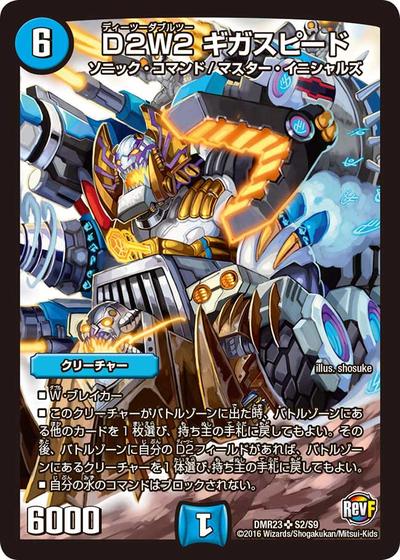 ディーツーダブルツー
6
D2W2 ギガスピード
ソニック・コマンド/マスター・イニシャルズ
illus. shosuke
クリーチャー
■W・ブレイカー
■このクリーチャーがバトルゾーンに出た時、バトルゾーンにあ
る他のカードを1枚選び、持ち主の手札に戻してもよい。その
後、バトルゾーンに自分のD2フィールドがあれば、バトルゾ
ーンにあるクリーチャーを1体選び、持ち主の手札に戻してもよい。
■自分の水のコマンドはブロックされない。
6000
1
DMR23 S2/S9
©2016 Wizards/Shogakukan/Mitsui-Kids
RevF